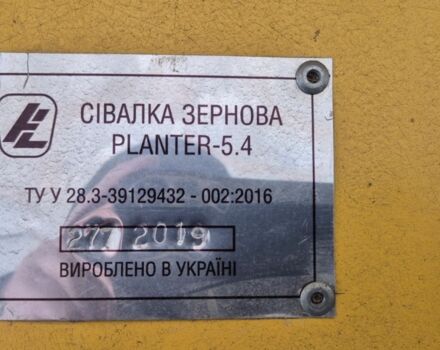 СІВАЛКА ЗЕРНОВА
PLANTER-5.4
ТУ У 28.3-39129432 - 002:2016
277 2019
ВИРОБЛЕНО В УКРАЇНІ